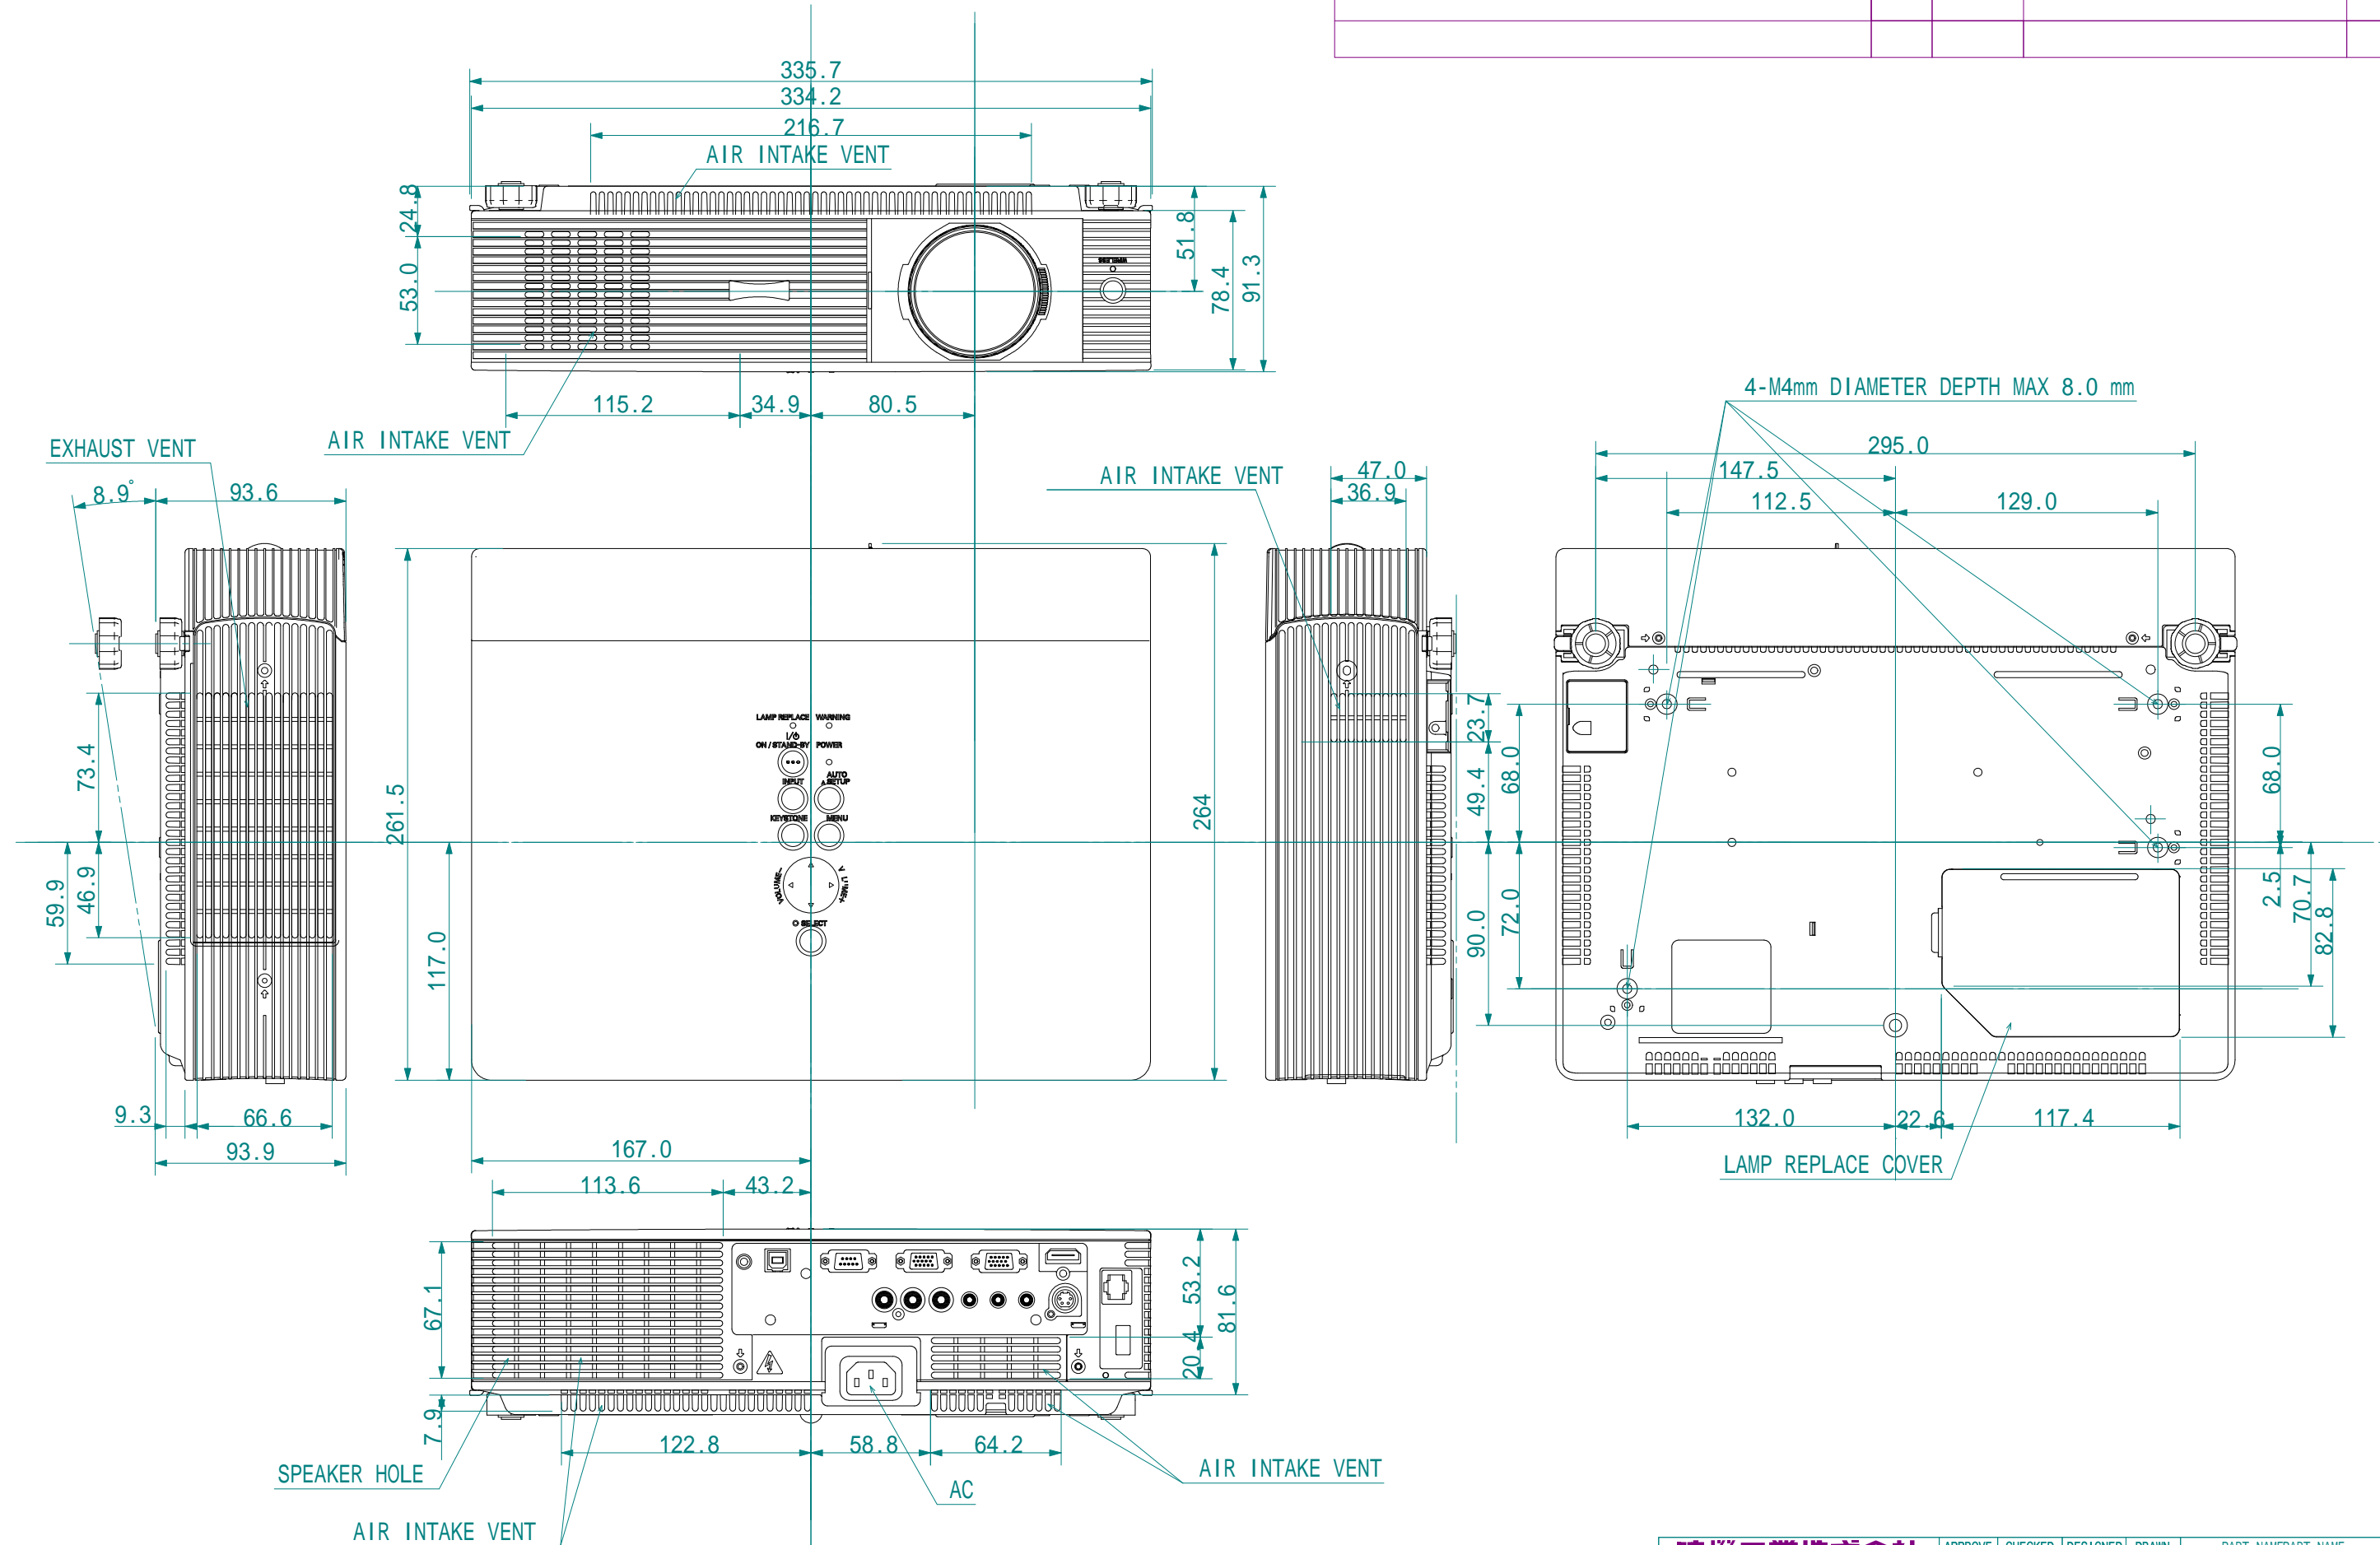 335.7
334.2
216.7
AIR INTAKE VENT
24.8
53.0
51.8
78.4
91.3
WIRELESS
115.2
34.9
80.5
AIR INTAKE VENT
4-M4mm DIAMETER DEPTH MAX 8.0 mm
EXHAUST VENT
8.9°
93.6
AIR INTAKE VENT
47.0
36.9
295.0
147.5
112.5
129.0
73.4
59.9
46.9
261.5
117.0
264
LAMP REPLACE WARNING
ON / STAND-BY POWER
INPUT
AUTO SETUP
KEYSTONE MENU
VOLUME-
SELECT
23.7
49.4
90.0
68.0
72.0
68.0
2.5
70.7
82.8
9.3
66.6
93.9
132.0
22.6
117.4
LAMP REPLACE COVER
167.0
113.6
43.2
67.1
7.9
53.2
20.4
81.6
122.8
58.8
64.2
SPEAKER HOLE
AC
AIR INTAKE VENT
AIR INTAKE VENT
APPROVE CHECKED DESIGNED DRAWN